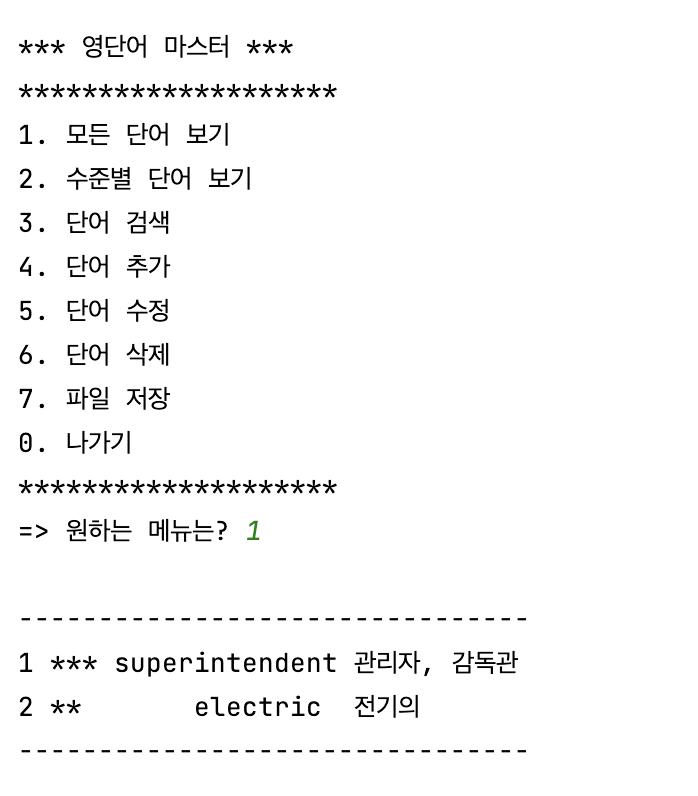 *** 영단어 마스터 ***
********************
1. 모든 단어 보기
2. 수준별 단어 보기
3. 단어 검색
4. 단어 추가
5. 단어 수정
6. 단어 삭제
7. 파일 저장
0. 나가기
********************
=> 원하는 메뉴는? 1
--------------------------------
1 *** superintendent 관리자, 감독관
2 **       electric  전기의
--------------------------------